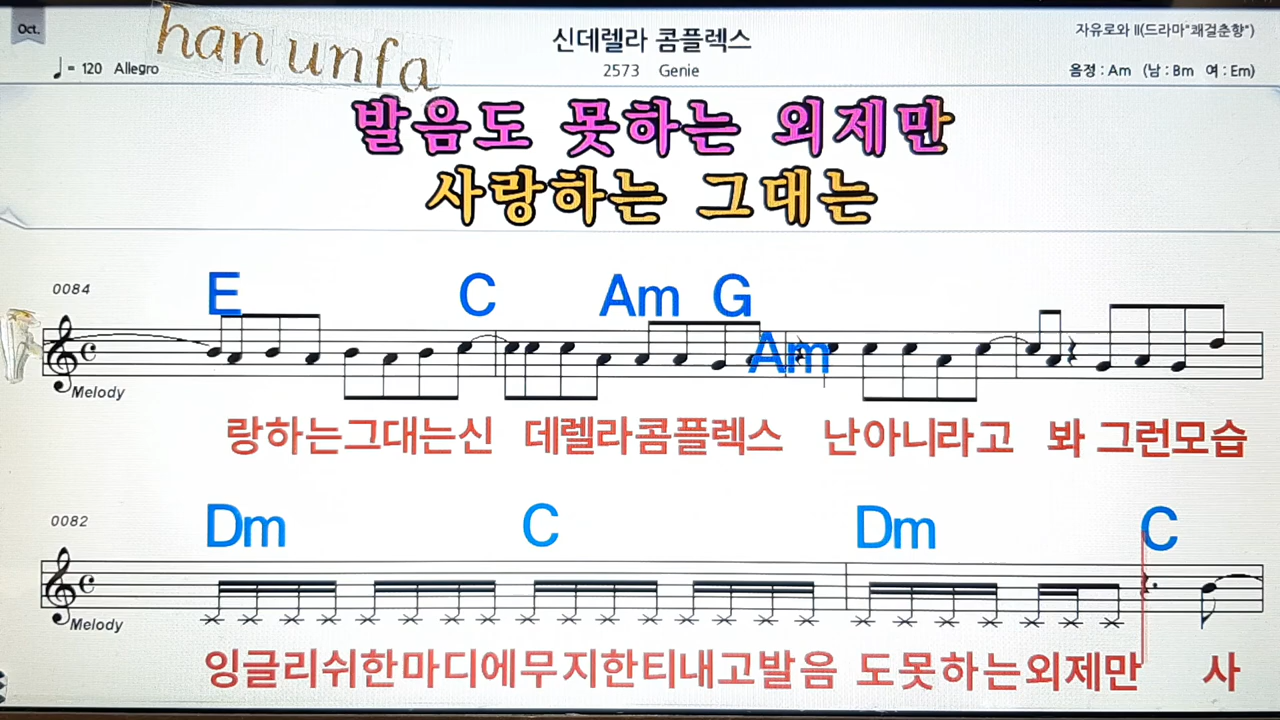 Oct.
han unfa
신데렐라 콤플렉스
자유로와 II(드라마"쾌걸춘향")
♩= 120 Allegro
2573 Genie
음정 : Am (남 : Bm 여 : Em)
발음도 못하는 외제만
사랑하는 그대는
0084
E C Am G Am
Melody
랑하는그대는신 데렐라콤플렉스 난아니라고 봐 그런모습
0082
Dm C Dm C
Melody
잉글리쉬한마디에무지한티내고발음 도못하는외제만 사